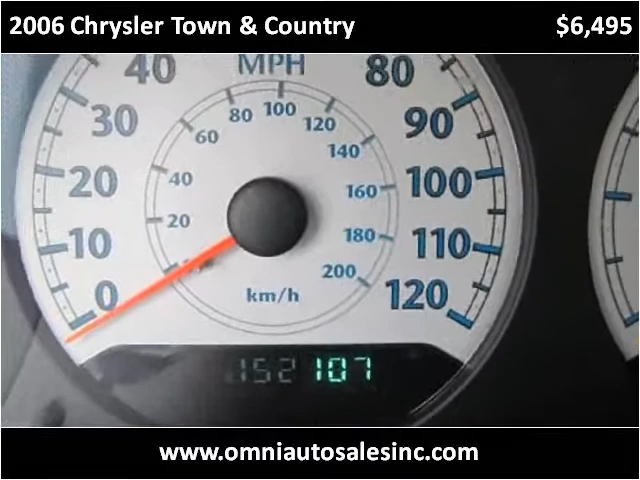 2006 Chrysler Town & Country $6,495
40 MPH 80
30 80 100 120 90
60 140
20 40 160 100
20 180
10 200 110
0 km/h 120
152107
www.omniautosalesinc.com